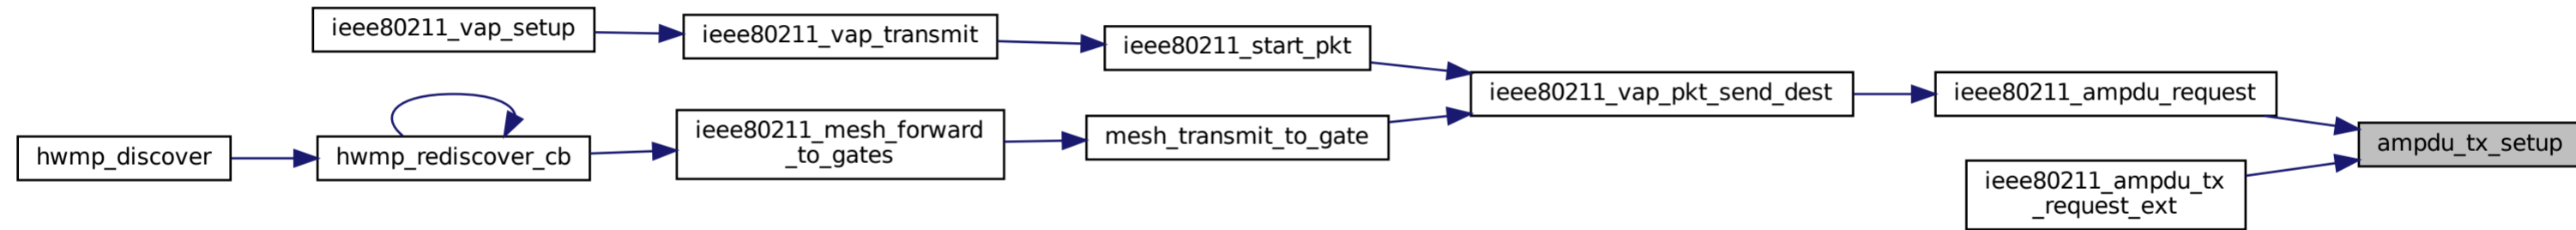 ieee80211_vap_setup
ieee80211_vap_transmit
ieee80211_start_pkt
ieee80211_vap_pkt_send_dest
ieee80211_ampdu_request
hwmp_discover
hwmp_rediscover_cb
ieee80211_mesh_forward
_to_gates
mesh_transmit_to_gate
ampdu_tx_setup
ieee80211_ampdu_tx
_request_ext